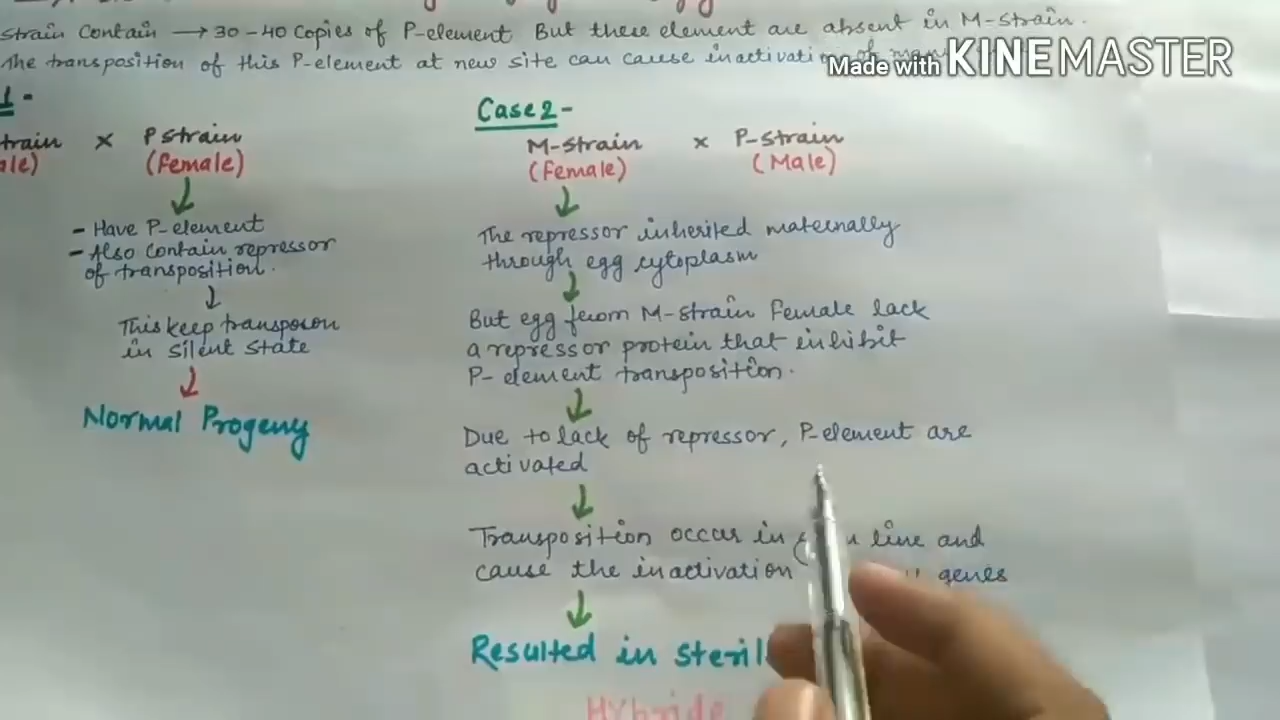 strain Contain → 30-40 Copies of P-element But these element are absent in M-strain.
The transposition of this P-element at new site can cause inactivation of many
Made with KINEMASTER
1 -
train × P strain
ale) (Female)
- Have P-element
- Also contain repressor
of transposition.
This keep transposon
in silent state
Normal Progeny
Case 2 -
M-strain × P-strain
(Female) (Male)
The repressor inherited maternally
through egg cytoplasm
But egg from M-strain Female lack
a repressor protein that inhibit
P-element transposition.
Due to lack of repressor, P-element are
activated
Transposition occur in line and
cause the inactivation genes
Resulted in steril
Hybride